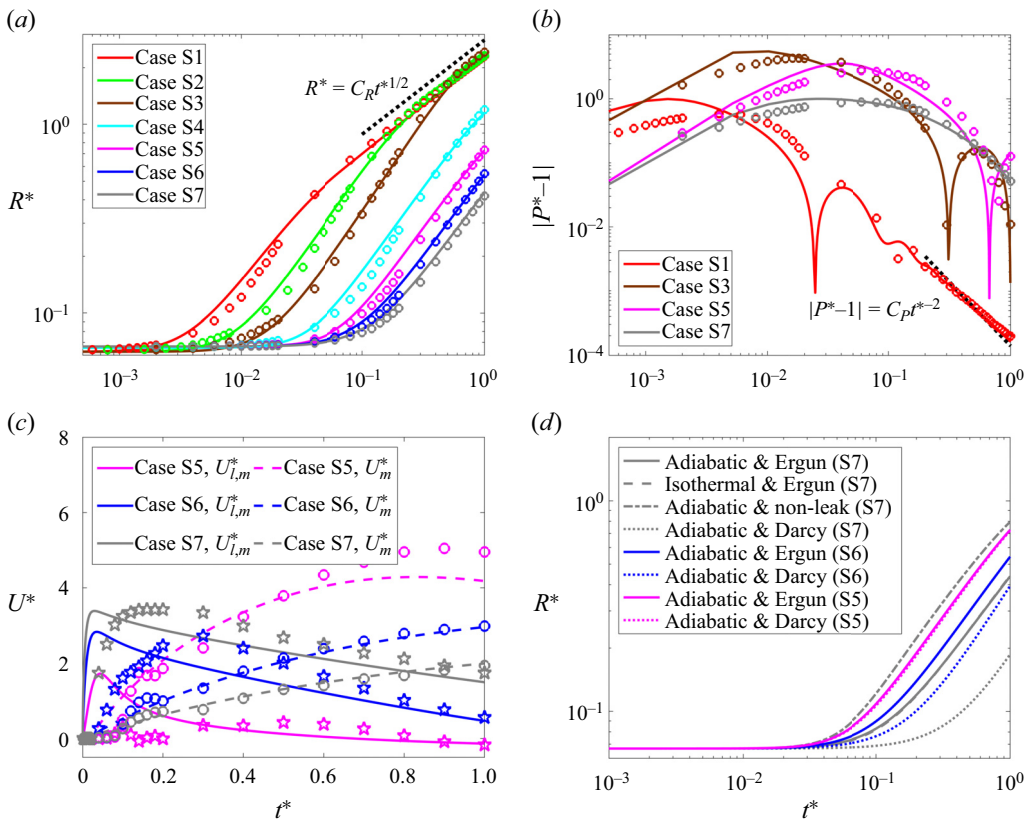 (a)
Case S1
Case S2
Case S3
Case S4
Case S5
Case S6
Case S7
R* = C_R t*^{1/2}
10^0
10^{-1}
R*
10^{-3} 10^{-2} 10^{-1} 10^0
(b)
10^2
10^0
10^{-2}
10^{-4}
|P*−1|
Case S1
Case S3
Case S5
Case S7
|P*−1| = C_P t*^{−2}
10^{-3} 10^{-2} 10^{-1} 10^0
(c)
8
6
4
2
0
U*
Case S5, U*_{l,m} Case S5, U*_m
Case S6, U*_{l,m} Case S6, U*_m
Case S7, U*_{l,m} Case S7, U*_m
0 0.2 0.4 0.6 0.8 1.0
t*
(d)
Adiabatic & Ergun (S7)
Isothermal & Ergun (S7)
Adiabatic & non-leak (S7)
Adiabatic & Darcy (S7)
Adiabatic & Ergun (S6)
Adiabatic & Darcy (S6)
Adiabatic & Ergun (S5)
Adiabatic & Darcy (S5)
10^0
10^{-1}
R*
10^{-3} 10^{-2} 10^{-1} 10^0
t*